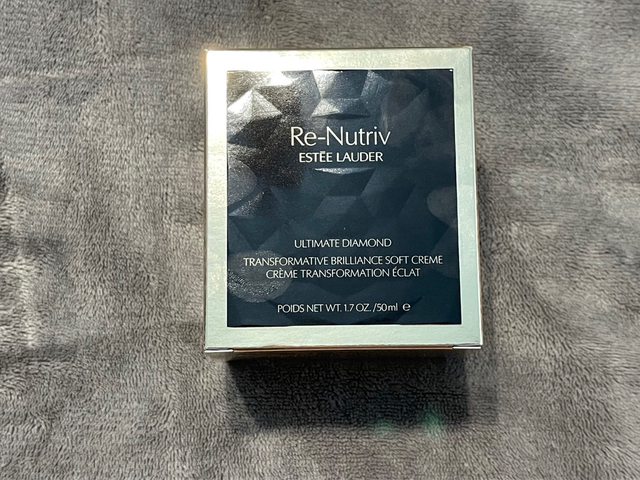 Re-Nutriv
ESTĒE LAUDER
ULTIMATE DIAMOND
TRANSFORMATIVE BRILLIANCE SOFT CREME
CRÈME TRANSFORMATION ÉCLAT
POIDS NET WT. 1.7 OZ. /50ml ℮